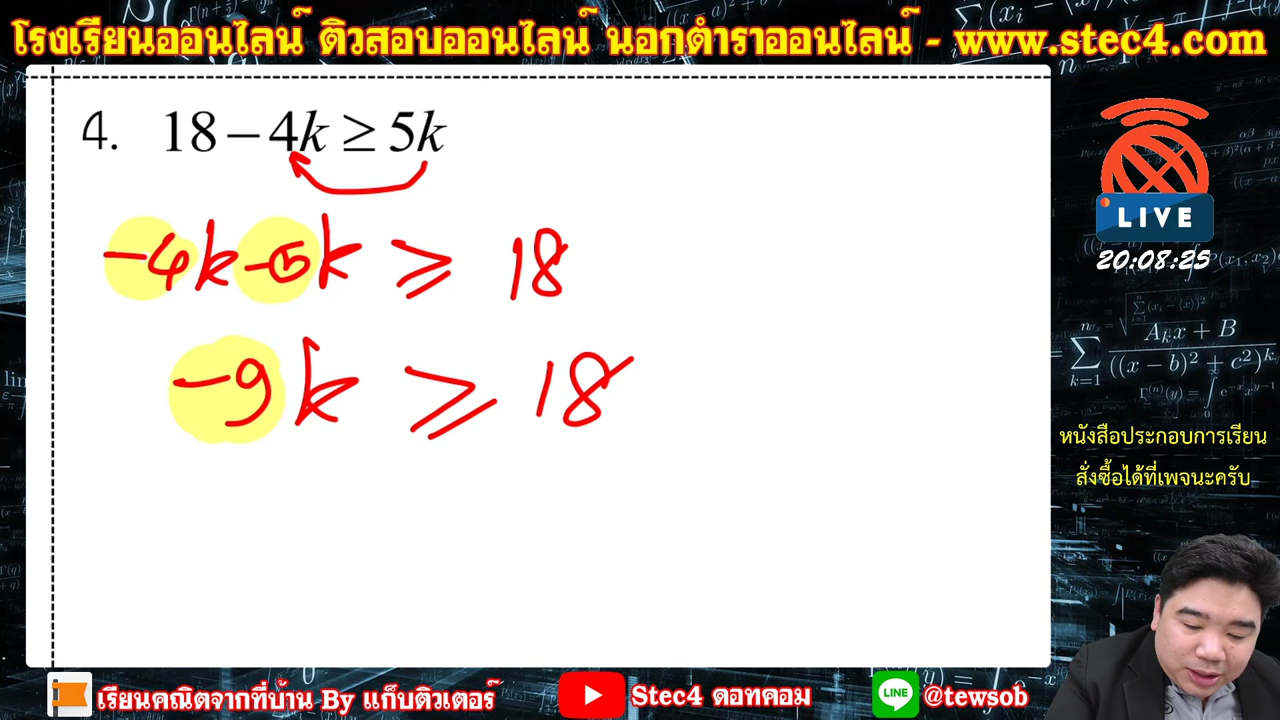 โรงเรียนออนไลน์ ติวสอบออนไลน์ นอกตำราออนไลน์ - www.stec4.com
4. 18 − 4k ≥ 5k
-4k-5k ≥ 18
-9k ≥ 18
LIVE
20:08:25
A_k x + B
((x − b)² + c²)^k
k=1
หนังสือประกอบการเรียน
สั่งซื้อได้ที่เพจนะครับ
เรียนคณิตจากที่บ้าน By แก็บติวเตอร์
Stec4 ดอทคอม
LINE
@tewsob